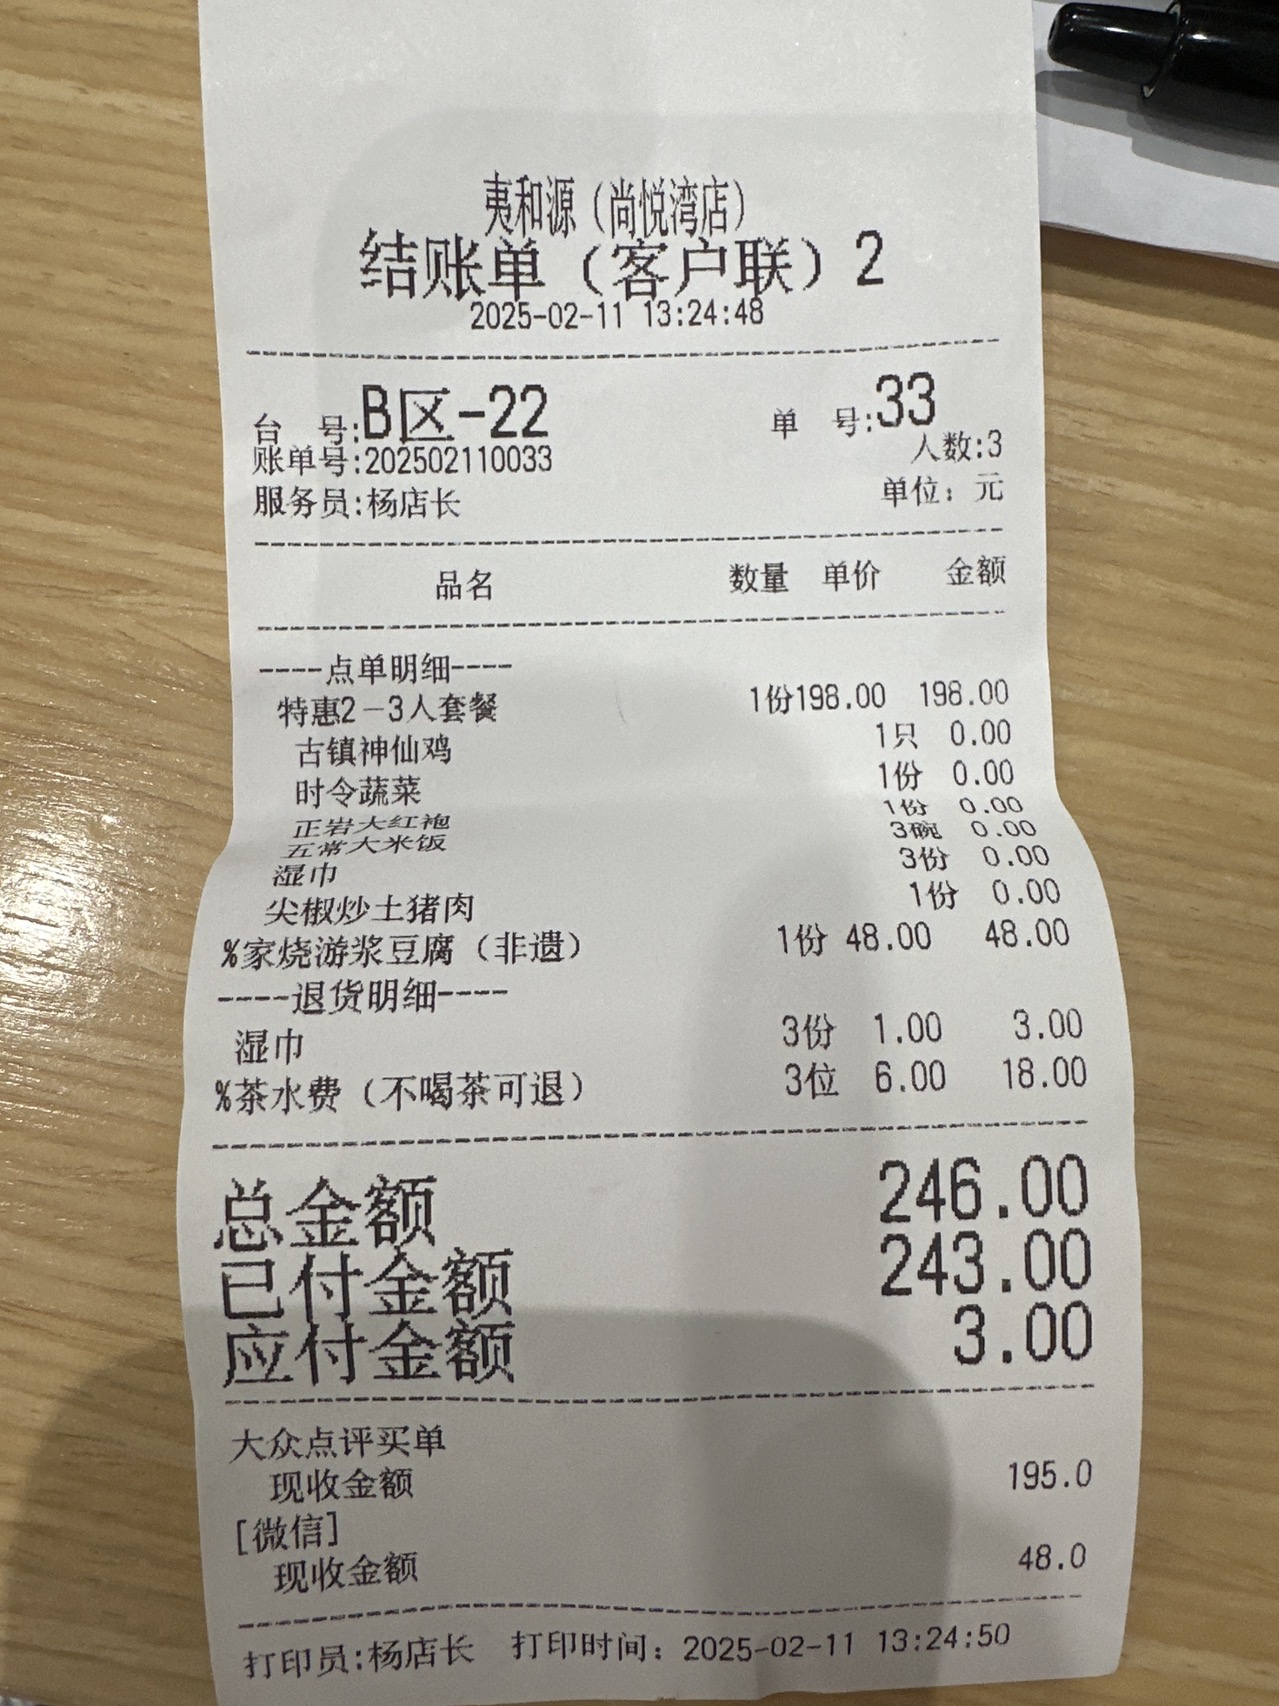 夷和源（尚悦湾店）
结账单（客户联）2
2025-02-11 13:24:48
台 号:B区-22 单 号:33
人数:3
账单号:202502110033
服务员:杨店长 单位：元
品名 数量 单价 金额
----点单明细----
特惠2-3人套餐 1份198.00 198.00
古镇神仙鸡 1只 0.00
时令蔬菜 1份 0.00
正岩大红袍 1份 0.00
五常大米饭 3碗 0.00
湿巾 3份 0.00
尖椒炒土猪肉 1份 0.00
%家烧游浆豆腐（非遗） 1份 48.00 48.00
----退货明细----
湿巾 3份 1.00 3.00
%茶水费（不喝茶可退） 3位 6.00 18.00
总金额 246.00
已付金额 243.00
应付金额 3.00
大众点评买单
现收金额 195.0
[微信]
现收金额 48.0
打印员:杨店长 打印时间：2025-02-11 13:24:50